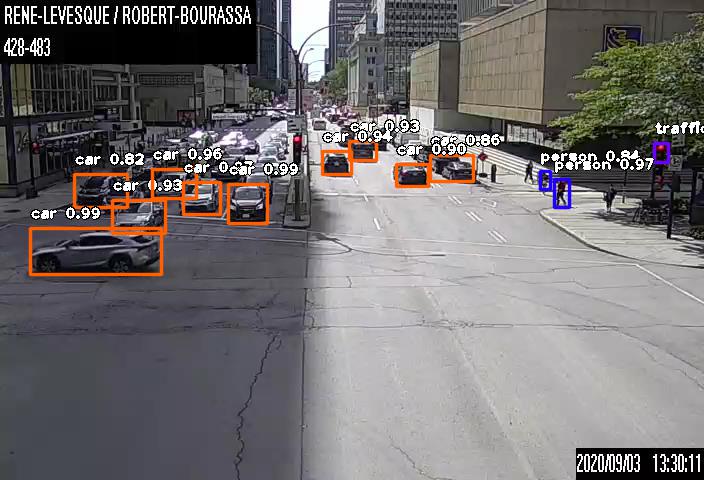 RENE-LEVESQUE / ROBERT-BOURASSA
428-483
car 0.93
car 0.94
car 0.86
car 0.90
traffic
car 0.82
car 0.96
car 0.99
person 0.84
person 0.97
car 0.93
car 0.99
2020/09/03 13:30:11